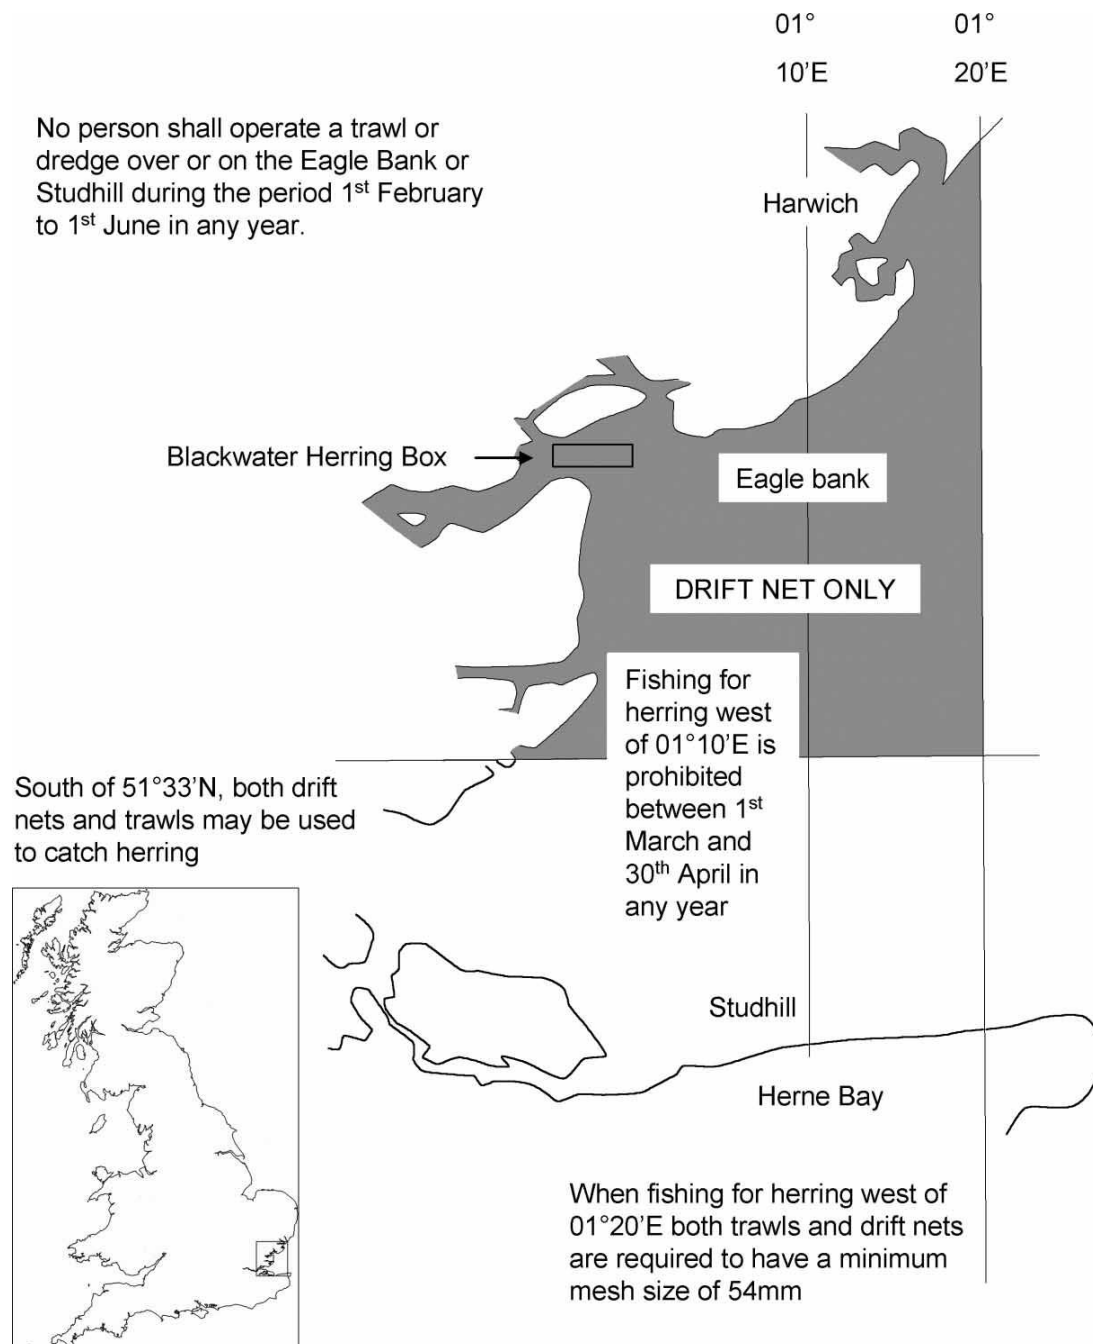 01°
01°
10'E
20'E
No person shall operate a trawl or
dredge over or on the Eagle Bank or
Studhill during the period 1st February
to 1st June in any year.
Harwich
Blackwater Herring Box
Eagle bank
DRIFT NET ONLY
Fishing for
herring west
of 01°10'E is
prohibited
between 1st
March and
30th April in
any year
South of 51°33'N, both drift
nets and trawls may be used
to catch herring
Studhill
Herne Bay
When fishing for herring west of
01°20'E both trawls and drift nets
are required to have a minimum
mesh size of 54mm